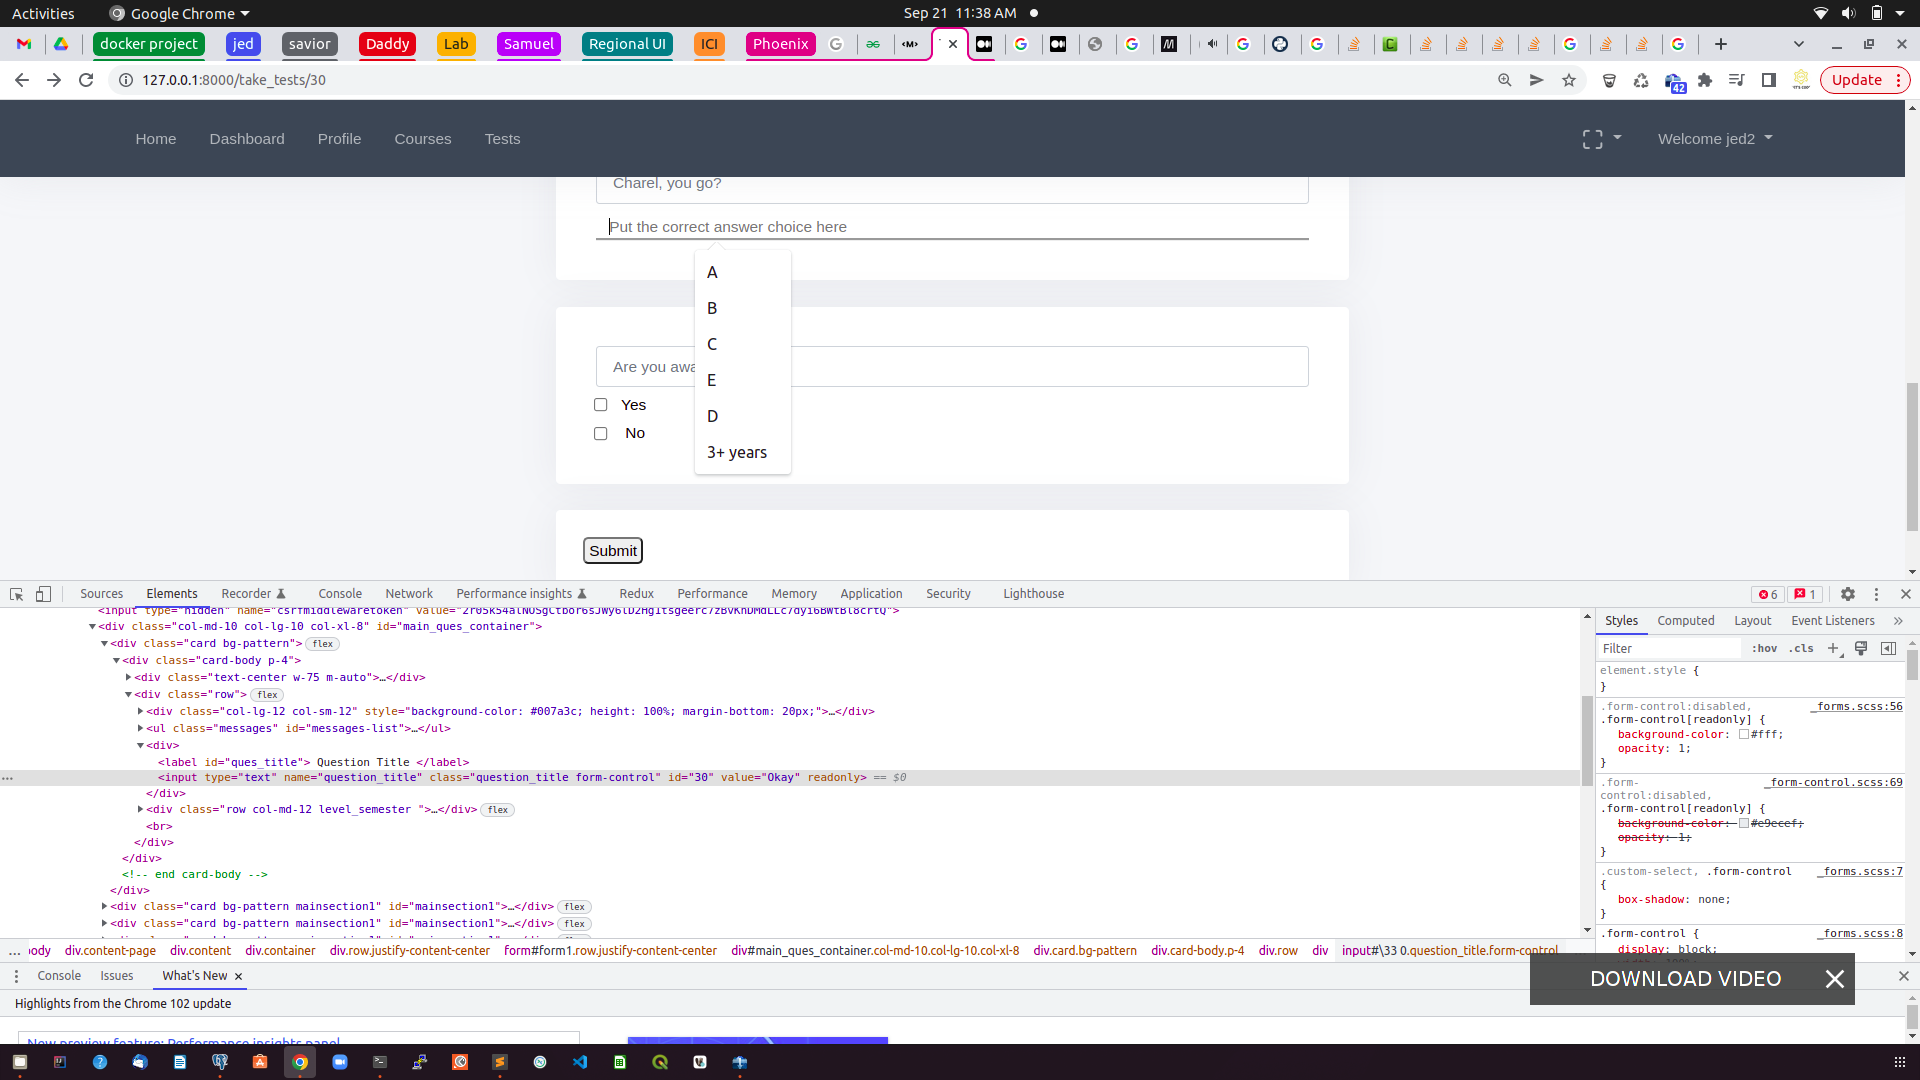 Activities
Google Chrome
Sep 21 11:38 AM
docker project
jed
savior
Daddy
Lab
Samuel
Regional UI
ICI
Phoenix
127.0.0.1:8000/take_tests/30
42
Update
Home
Dashboard
Profile
Courses
Tests
Welcome jed2
Charel, you go?
Put the correct answer choice here
A
B
C
E
D
3+ years
Are you awa
Yes
No
Submit
Sources
Elements
Recorder
Console
Network
Performance insights
Redux
Performance
Memory
Application
Security
Lighthouse
6
1
<div class="col-md-10 col-lg-10 col-xl-8" id="main_ques_container">
<div class="card bg-pattern"> flex
<div class="card-body p-4">
<div class="text-center w-75 m-auto">…</div>
<div class="row"> flex
<div class="col-lg-12 col-sm-12" style="background-color: #007a3c; height: 100%; margin-bottom: 20px;">…</div>
<ul class="messages" id="messages-list">…</ul>
<div>
<label id="ques_title"> Question Title </label>
<input type="text" name="question_title" class="question_title form-control" id="30" value="Okay" readonly> == $0
</div>
<div class="row col-md-12 level_semester ">…</div> flex
<br>
</div>
</div>
<!-- end card-body -->
</div>
<div class="card bg-pattern mainsection1" id="mainsection1">…</div> flex
<div class="card bg-pattern mainsection1" id="mainsection1">…</div> flex
… body div.content-page div.content div.container div.row.justify-content-center form#form1.row.justify-content-center div#main_ques_container.col-md-10.col-lg-10.col-xl-8 div.card.bg-pattern div.card-body.p-4 div.row div input#\33 0.question_title.form-control
Styles
Computed
Layout
Event Listeners
Filter
:hov .cls
element.style {
}
.form-control:disabled, _forms.scss:56
.form-control[readonly] {
background-color: #fff;
opacity: 1;
}
.form- _form-control.scss:69
control:disabled,
.form-control[readonly] {
background-color: #e9ecef;
opacity: 1;
}
.custom-select, .form-control _forms.scss:7
{
box-shadow: none;
}
.form-control { _forms.scss:8
display: block;
Console
Issues
What's New
DOWNLOAD VIDEO
Highlights from the Chrome 102 update
New preview feature: Performance insights panel